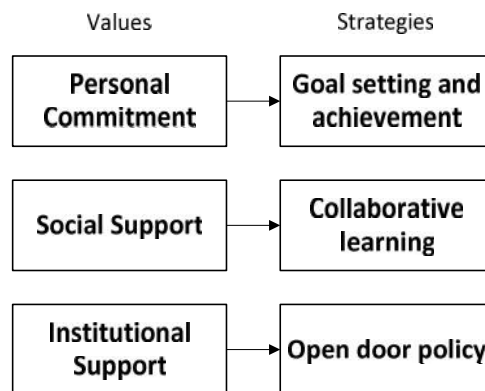 Values
Strategies
Personal
Commitment
Goal setting and
achievement
Social Support
Collaborative
learning
Institutional
Support
Open door policy